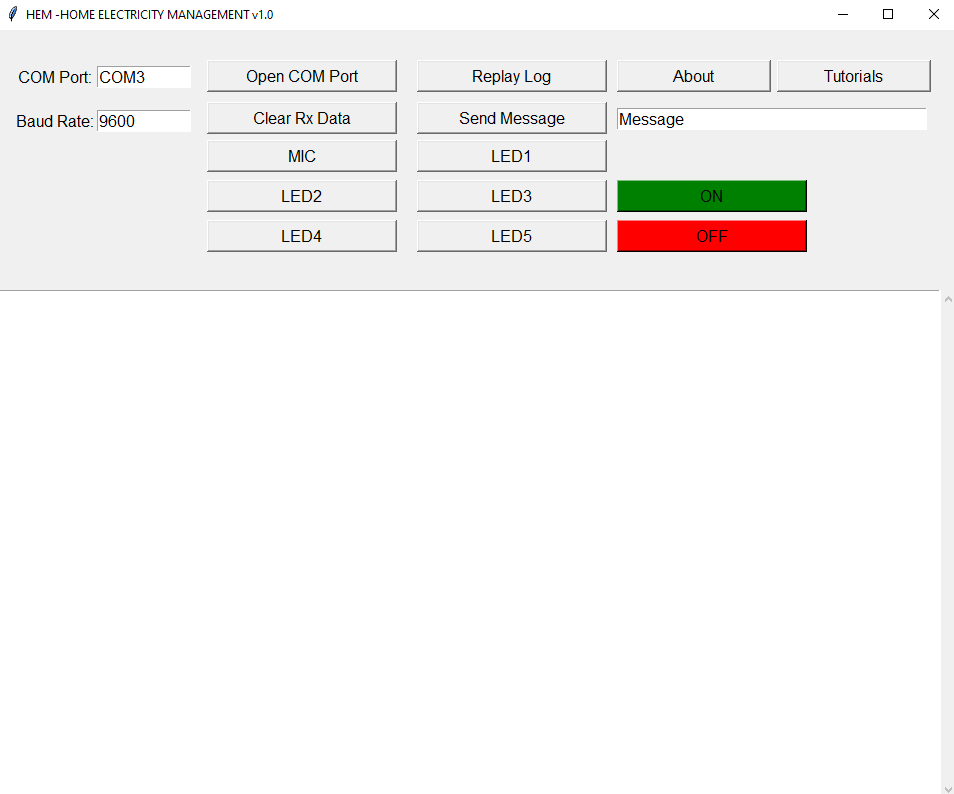 HEM -HOME ELECTRICITY MANAGEMENT v1.0
COM Port: COM3 Open COM Port Replay Log About Tutorials
Baud Rate: 9600 Clear Rx Data Send Message Message
MIC LED1
LED2 LED3 ON
LED4 LED5 OFF